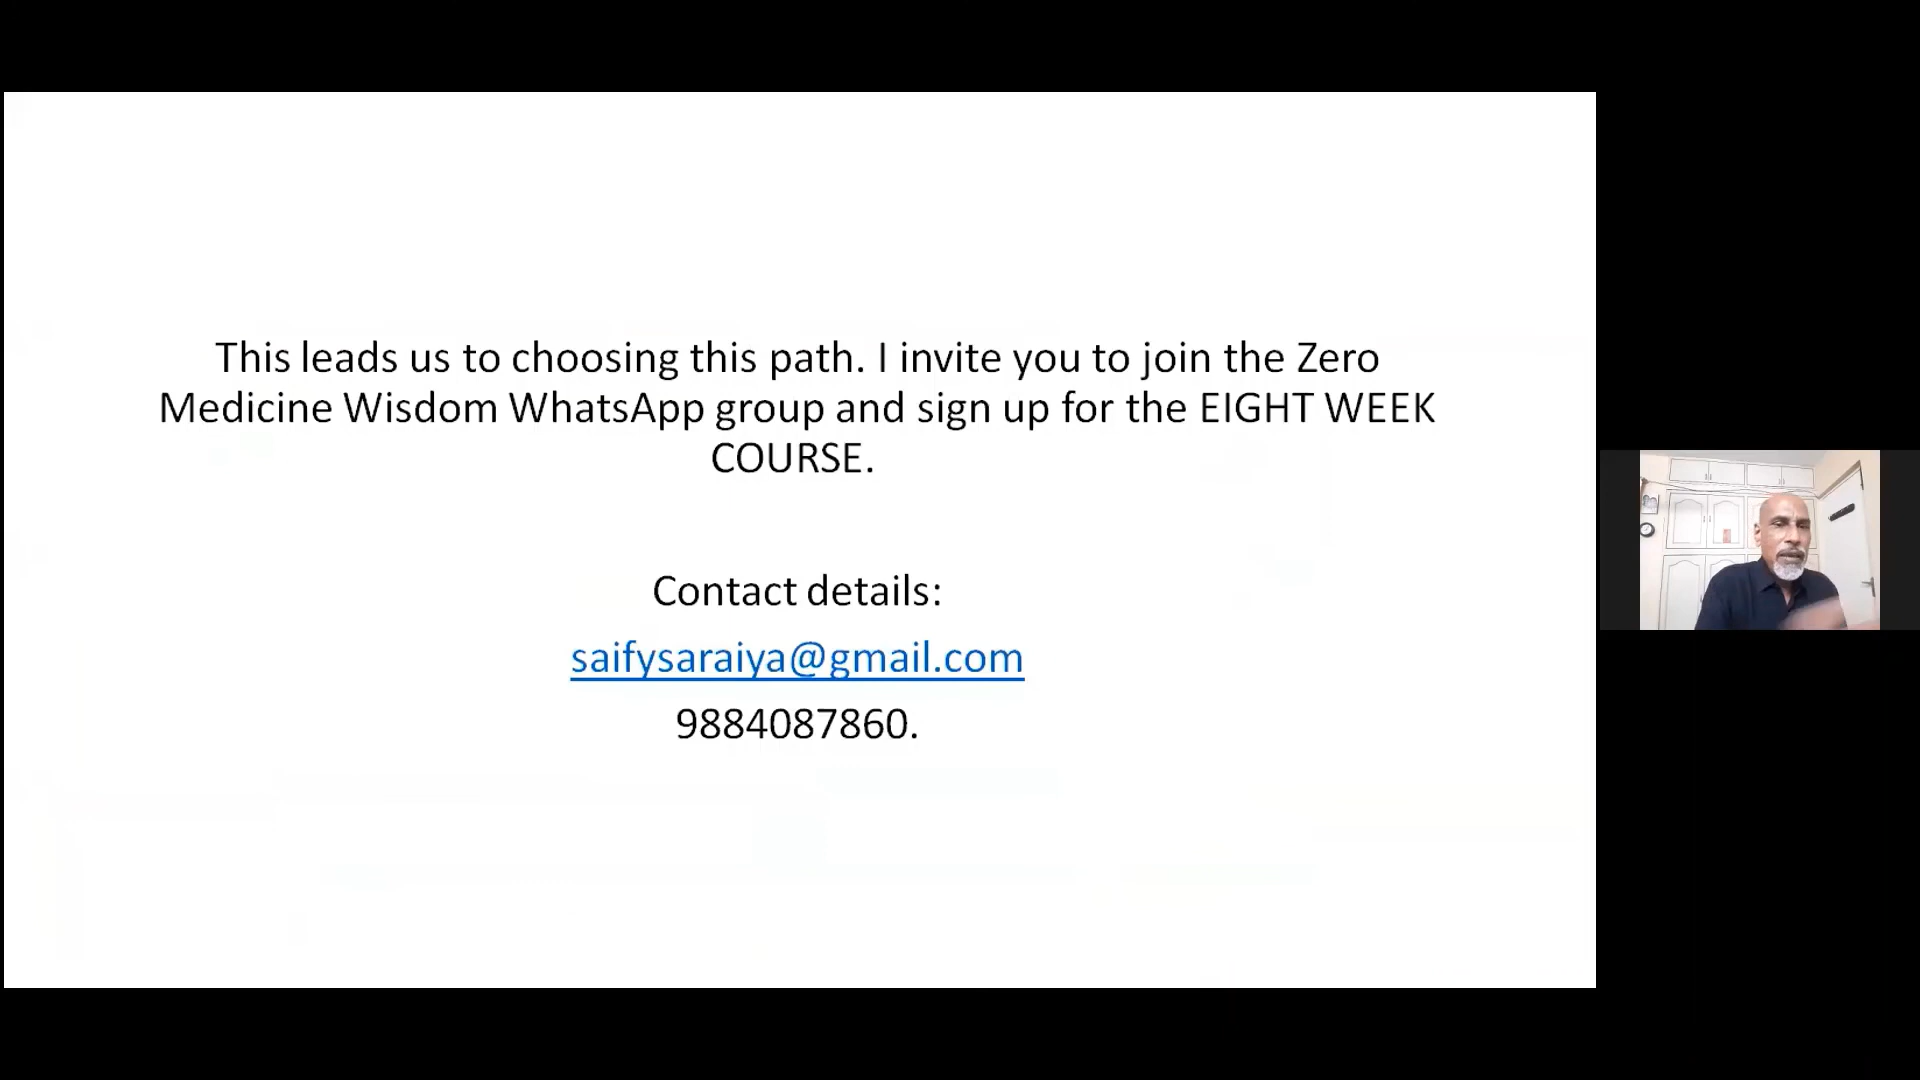 This leads us to choosing this path. I invite you to join the Zero
Medicine Wisdom WhatsApp group and sign up for the EIGHT WEEK
COURSE.
Contact details:
saifysaraiya@gmail.com
9884087860.